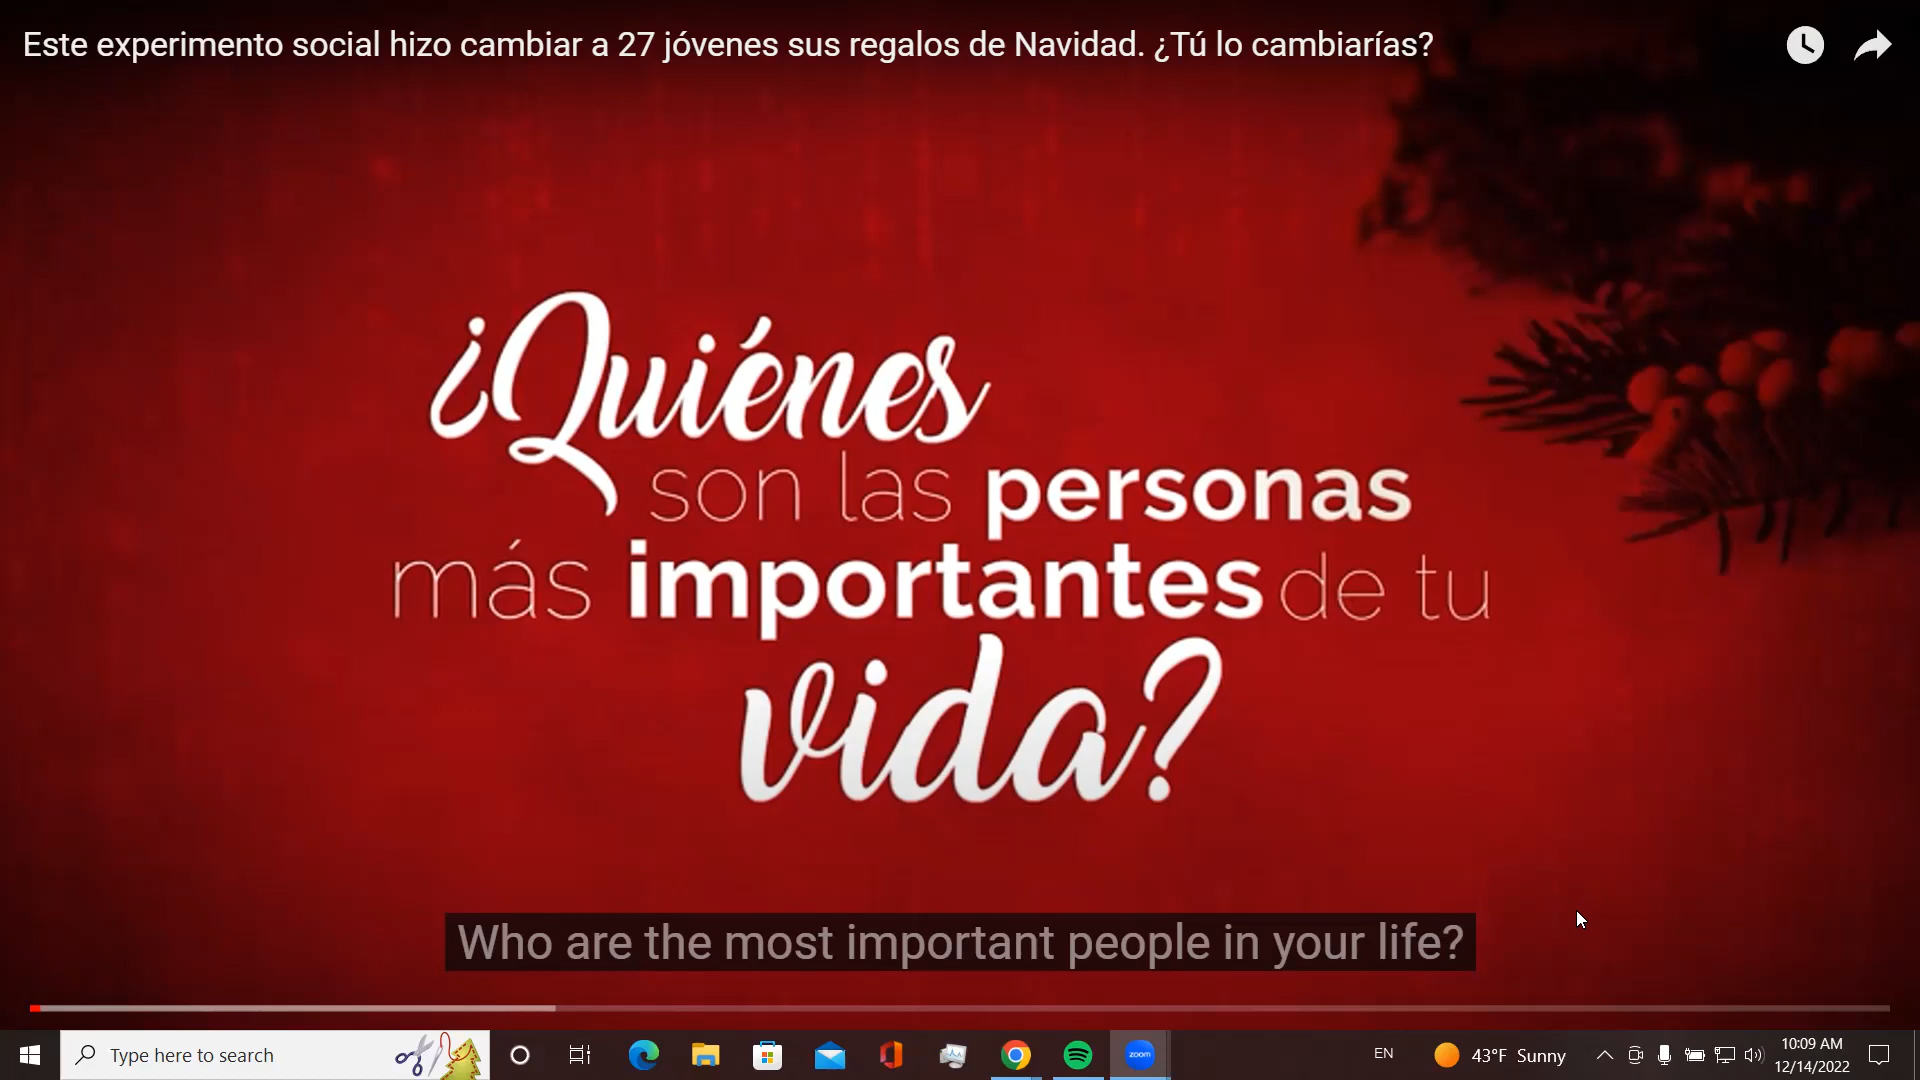 Este experimento social hizo cambiar a 27 jóvenes sus regalos de Navidad. ¿Tú lo cambiarías?
¿Quiénes
son las personas
más importantes de tu
vida?
Who are the most important people in your life?
Type here to search
zoom
EN
43°F Sunny
10:09 AM
12/14/2022